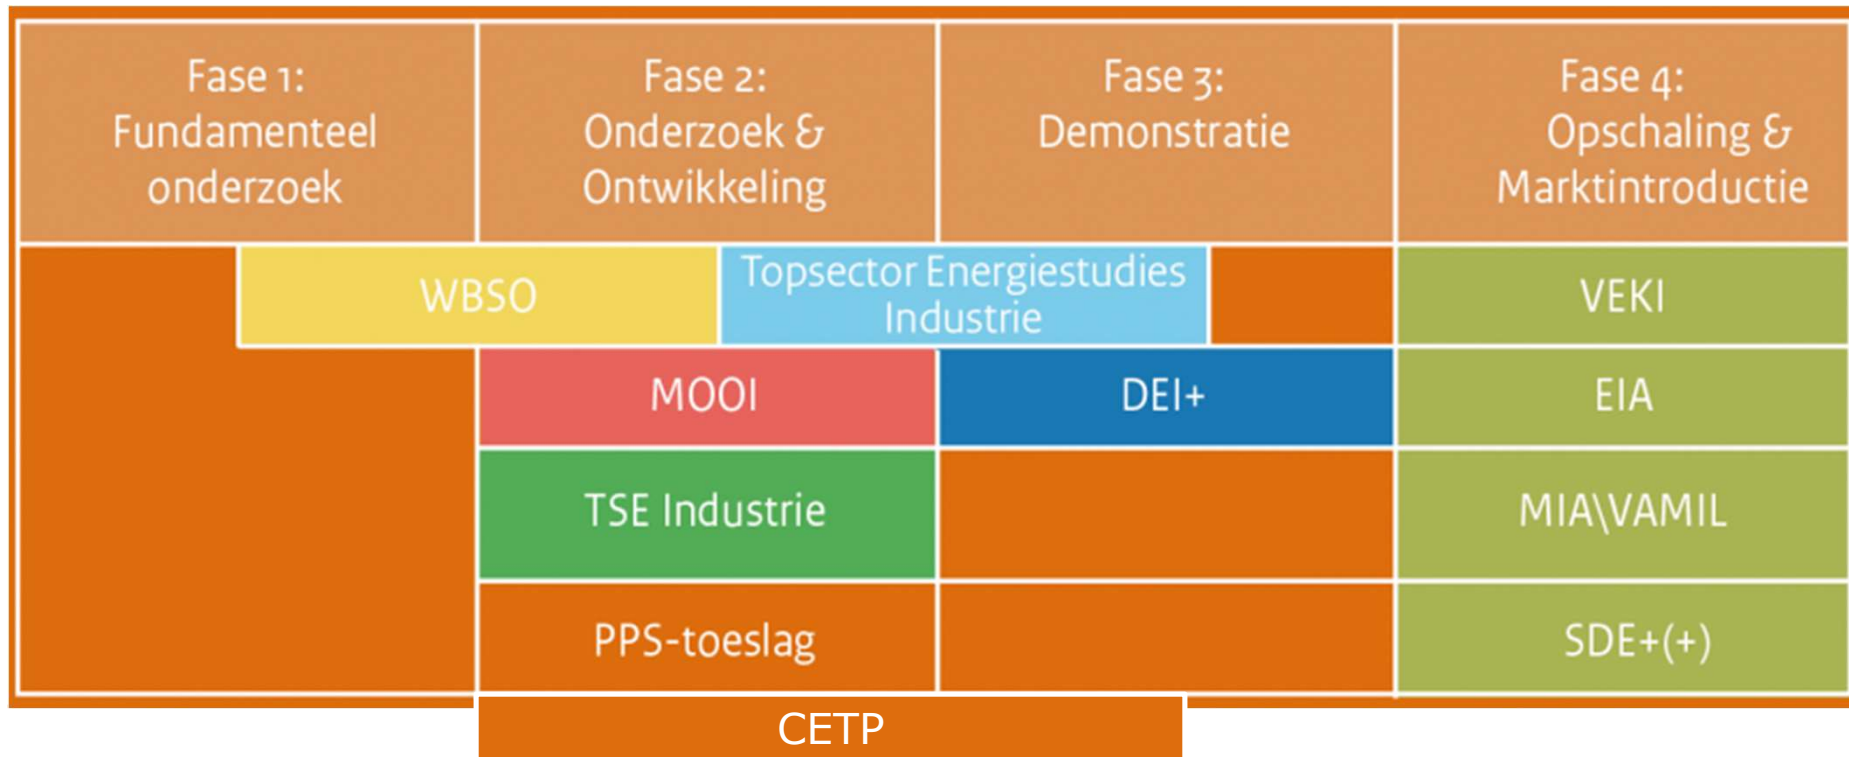 Fase 1:
Fundamenteel
onderzoek
Fase 2:
Onderzoek &
Ontwikkeling
Fase 3:
Demonstratie
Fase 4:
Opschaling &
Marktintroductie
WBSO
Topsector Energiestudies
Industrie
VEKI
MOOI
DEI+
EIA
TSE Industrie
MIA\VAMIL
PPS-toeslag
SDE+(+)
CETP